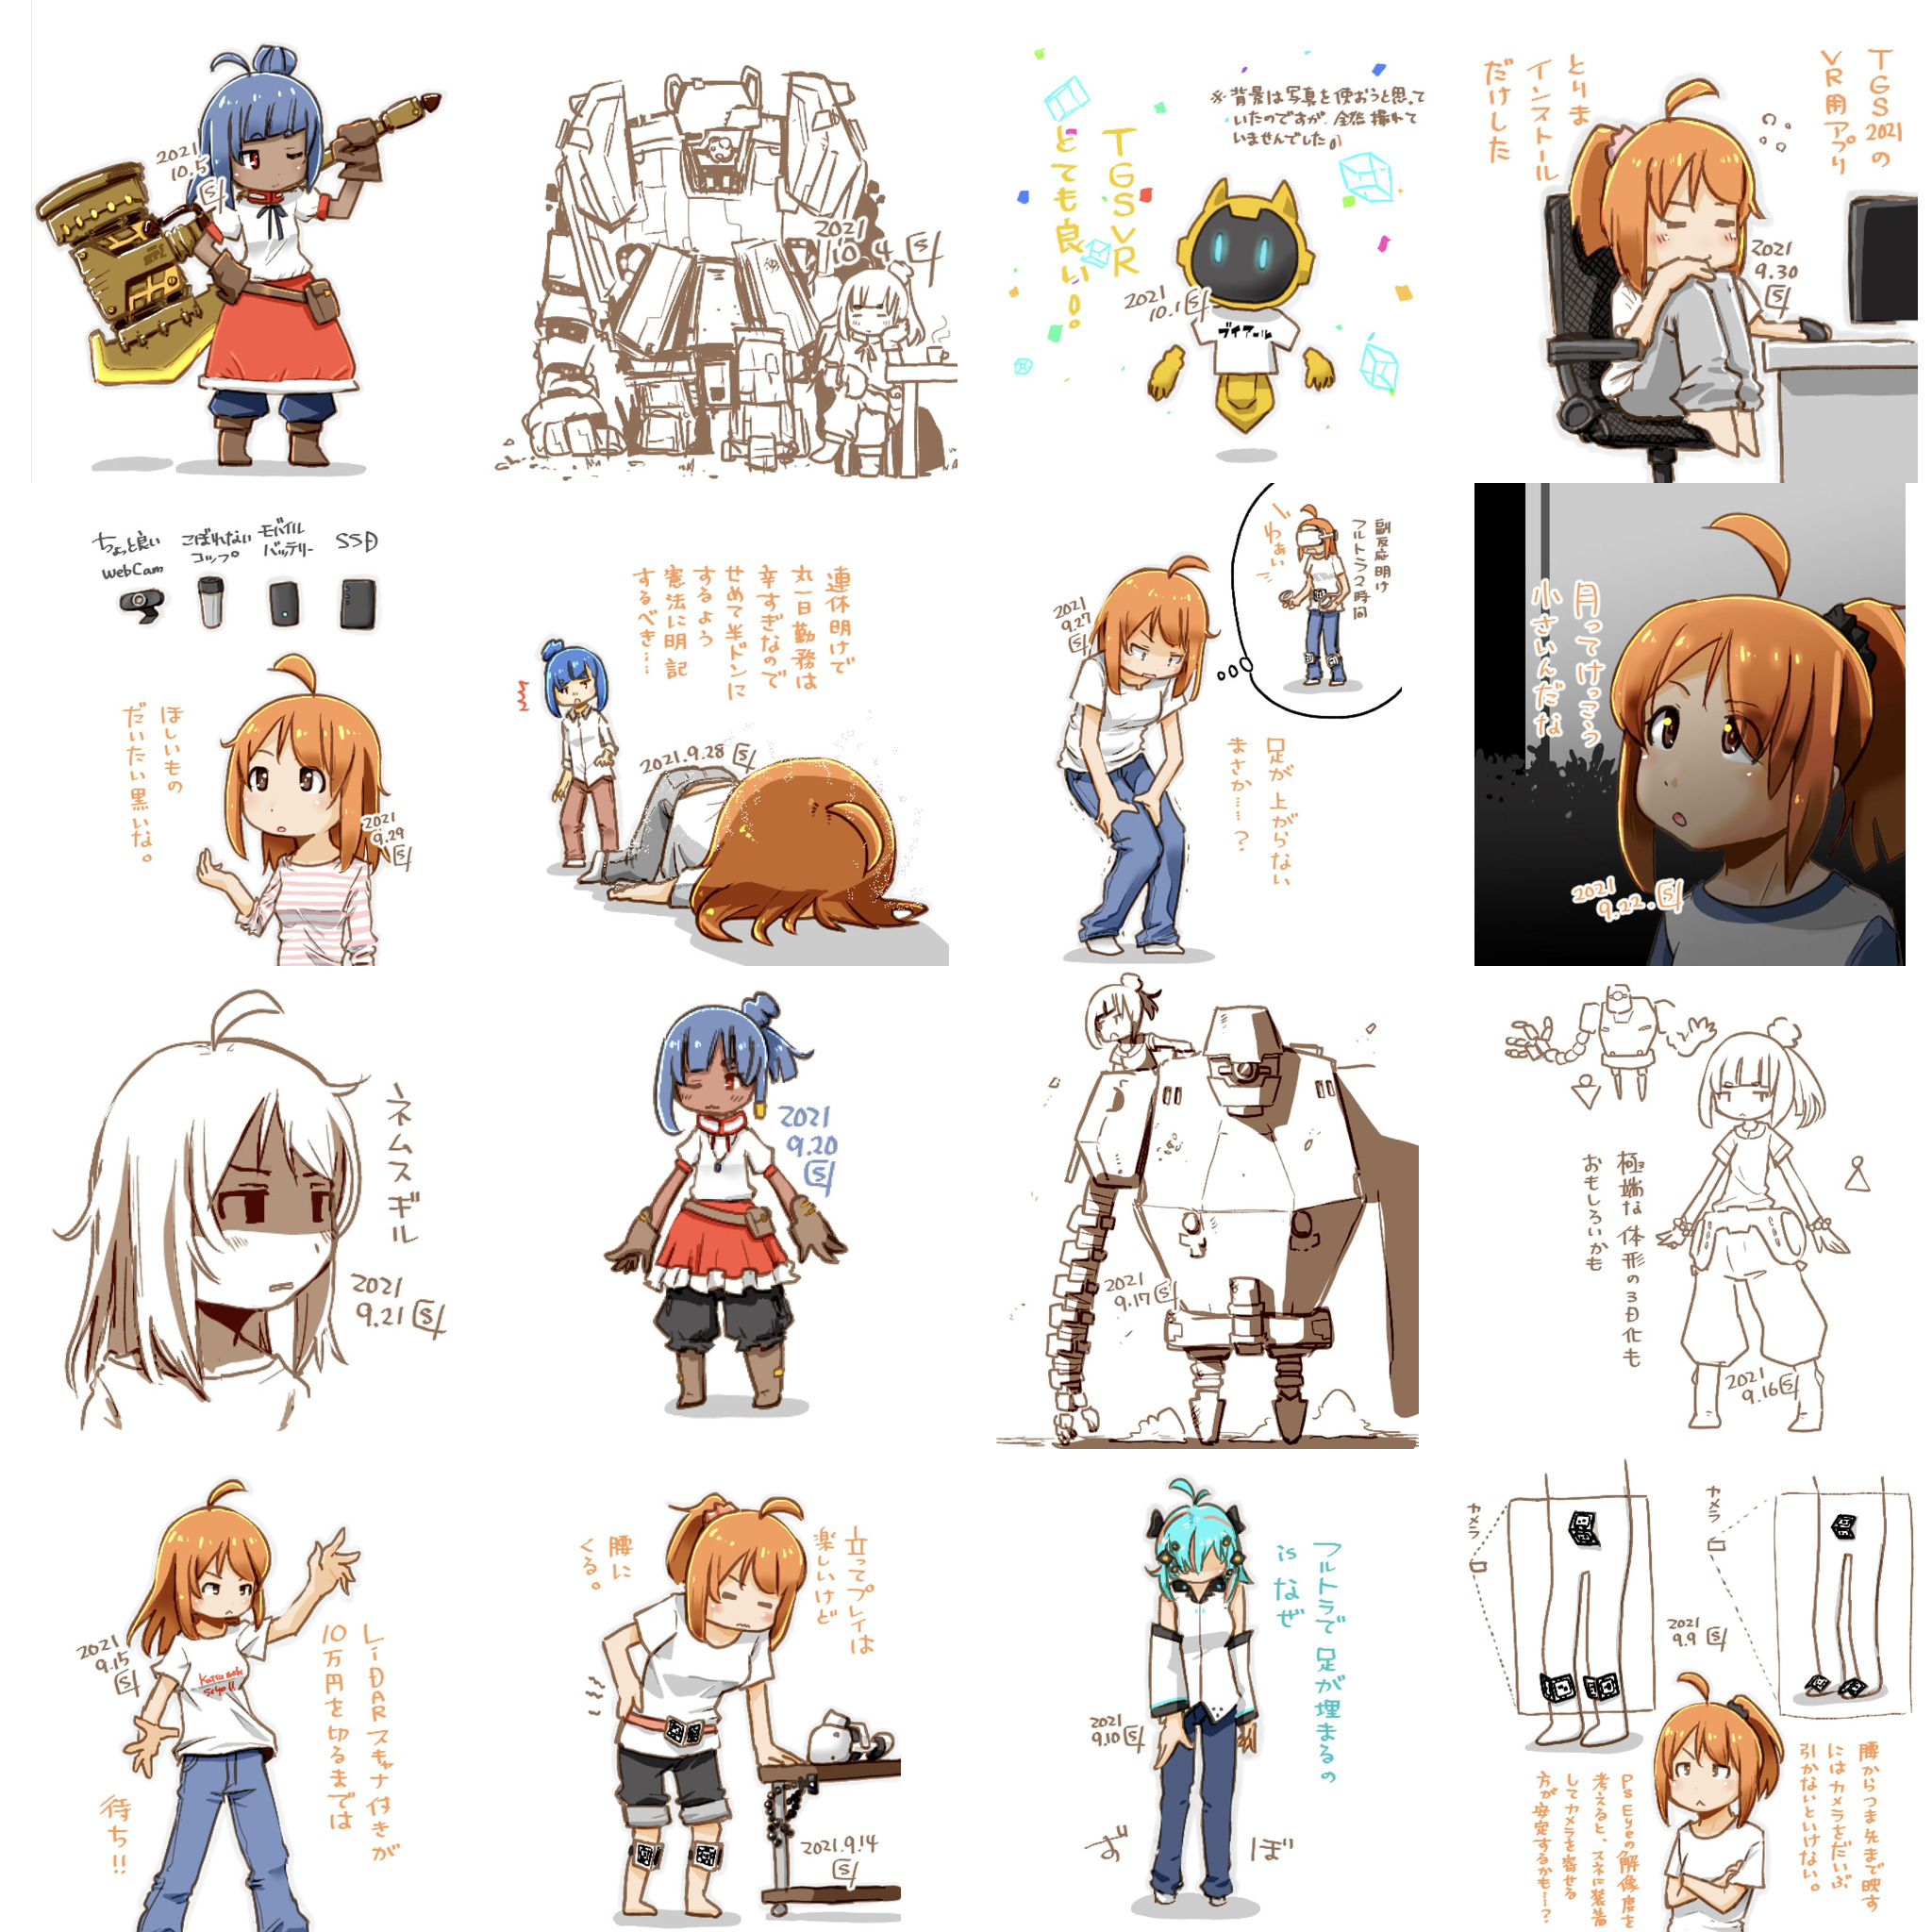 2021
10.5
2021
10.4
※背景は写真を使おうと思って
いたのですが、全然撮れて
いませんでした
TGSVR
とても良い。
2021
10.1
ブイアール
TGS2021の
VR用アプリ
とりま
インストール
だけした
2021
9.30
ちょっと良い
WebCam
こぼれない
コップ。
モバイル
バッテリー
SSD
ほしいもの
だいたい黒いな。
2021
9.29
連休明けで
丸一日勤務は
辛すぎなので
せめて半ドンに
するよう
憲法に明記
するべき…
2021.9.28
副反応明け
フルトラ2時間
わぁい
2021
9.27
足が上がらない
まさか……?
月ってけっこう
小さいんだな
2021
9.22.
ネムスギル
2021
9.21
2021
9.20
2021
9.17
極端な体形の3D化も
おもしろいかも
2021
9.16
LiDARスキャナ付きが
10万円を切るまでは
待ち!!
2021
9.15
Katsuzetsu
立ってプレイは
楽しいけど
腰に
くる。
2021.9.14
フルトラで足が埋まるの
isなぜ
2021
9.10
ず
ぼ
カメラ
カメラ
2021
9.9
腰からつま先まで映す
にはカメラをだいぶ
引かないといけない。
PS Eyeの解像度を
考えると、スネに装着
してカメラを寄せる
方が安定するかも…?